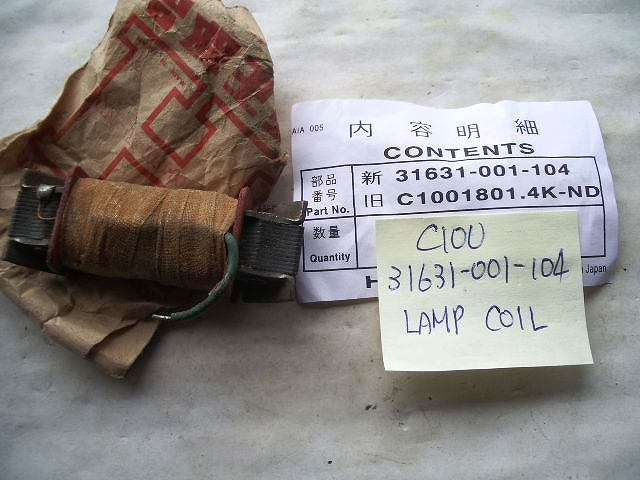 AIA 005
内容明細
CONTENTS
部品番号 Part No.
新 31631-001-104
旧 C1001801.4K-ND
数量 Quantity
Japan
C10U
31631-001-104
LAMP COIL